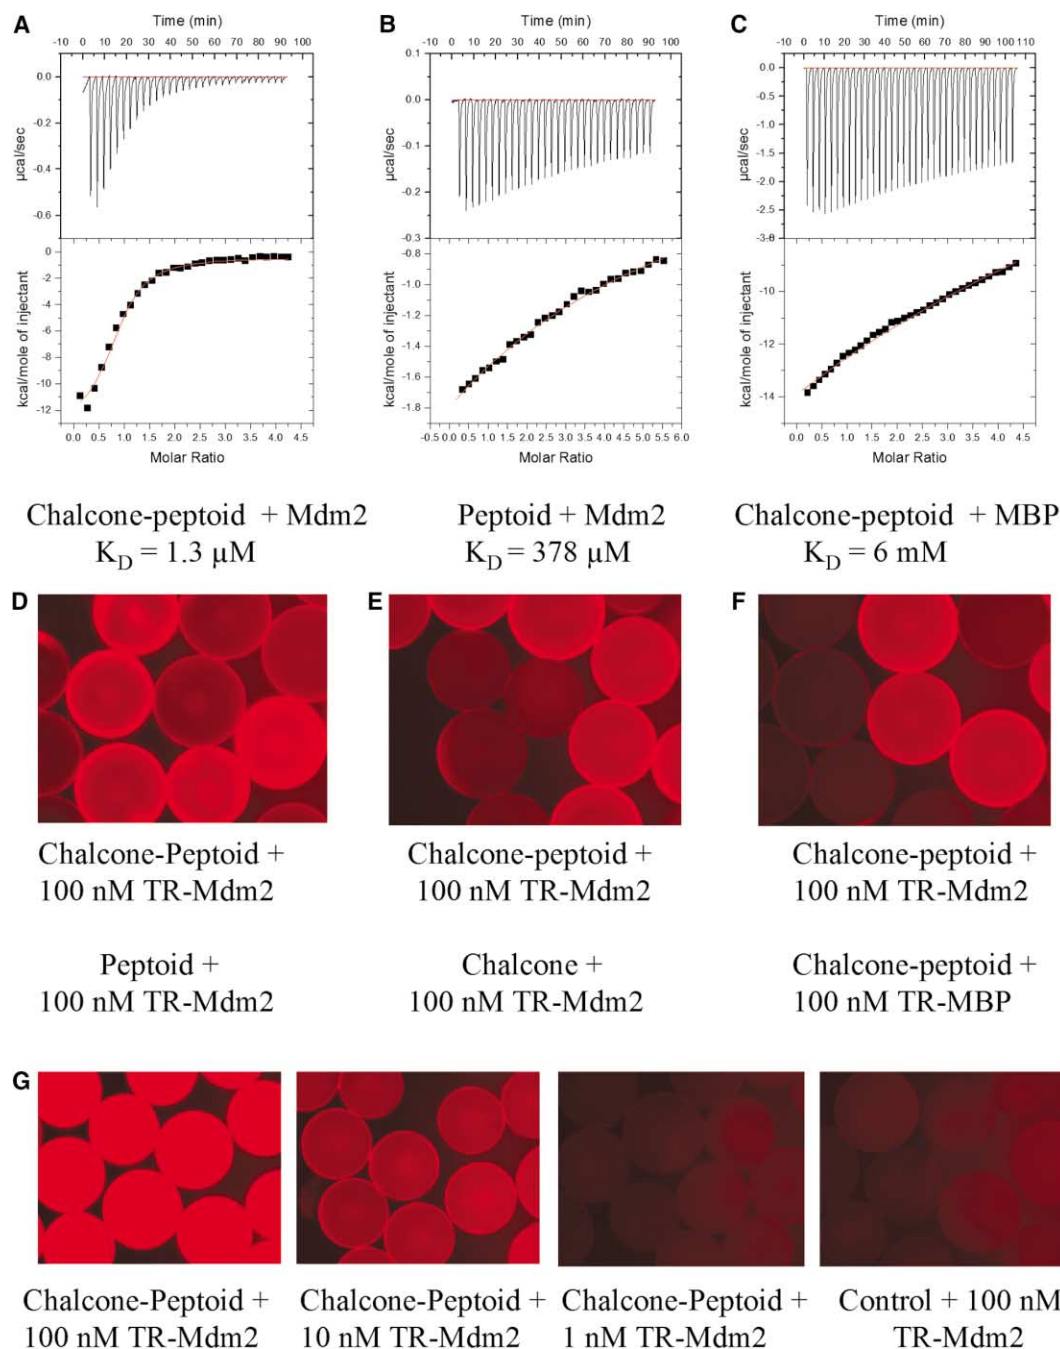 A
Time (min)
-10 0 10 20 30 40 50 60 70 80 90 100
0.0
-0.2
-0.4
-0.6
µcal/sec
0
-2
-4
-6
-8
-10
-12
kcal/mole of injectant
0.0 0.5 1.0 1.5 2.0 2.5 3.0 3.5 4.0 4.5
Molar Ratio
B
Time (min)
-10 0 10 20 30 40 50 60 70 80 90 100
0.0
-0.1
-0.2
-0.3
µcal/sec
-0.8
-1.0
-1.2
-1.4
-1.6
-1.8
kcal/mole of injectant
-0.5 0.0 0.5 1.0 1.5 2.0 2.5 3.0 3.5 4.0 4.5 5.0 5.5 6.0
Molar Ratio
C
Time (min)
-10 0 10 20 30 40 50 60 70 80 90 100 110
0.0
-0.5
-1.0
-1.5
-2.0
-2.5
µcal/sec
-10
-12
-14
kcal/mole of injectant
0.0 0.5 1.0 1.5 2.0 2.5 3.0 3.5 4.0 4.5
Molar Ratio
Chalcone-peptoid + Mdm2
K_D = 1.3 µM
Peptoid + Mdm2
K_D = 378 µM
Chalcone-peptoid + MBP
K_D = 6 mM
D
E
F
Chalcone-Peptoid +
100 nM TR-Mdm2
Chalcone-peptoid +
100 nM TR-Mdm2
Chalcone-peptoid +
100 nM TR-Mdm2
Peptoid +
100 nM TR-Mdm2
Chalcone +
100 nM TR-Mdm2
Chalcone-peptoid +
100 nM TR-MBP
G
Chalcone-Peptoid +
100 nM TR-Mdm2
Chalcone-Peptoid +
10 nM TR-Mdm2
Chalcone-Peptoid +
1 nM TR-Mdm2
Control + 100 nM
TR-Mdm2